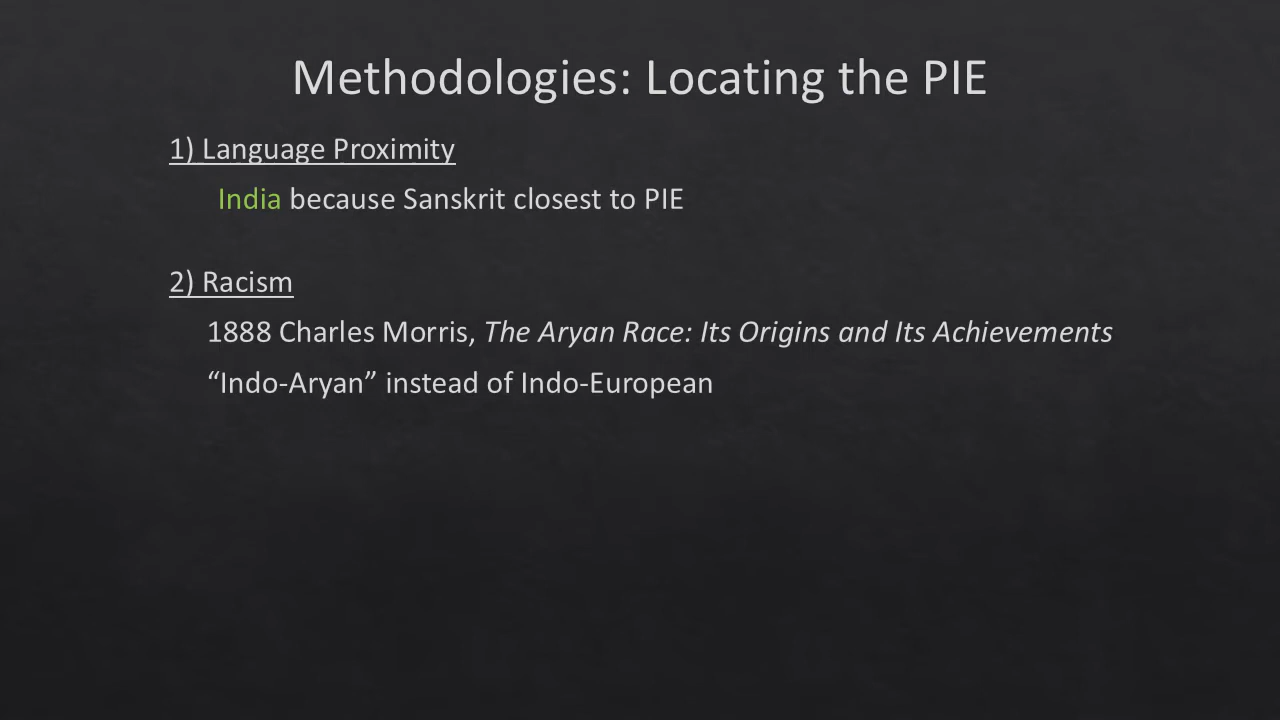 Methodologies: Locating the PIE
1) Language Proximity
India because Sanskrit closest to PIE
2) Racism
1888 Charles Morris, The Aryan Race: Its Origins and Its Achievements
“Indo-Aryan” instead of Indo-European